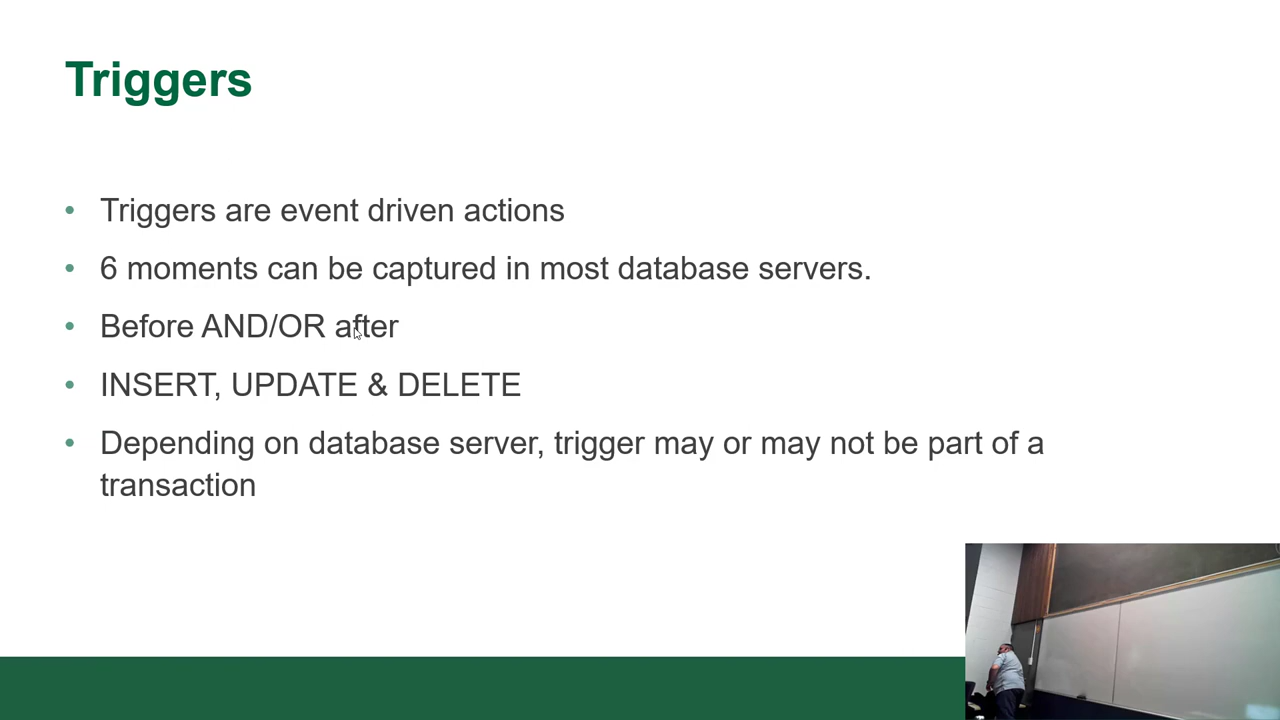 Triggers
• Triggers are event driven actions
• 6 moments can be captured in most database servers.
• Before AND/OR after
• INSERT, UPDATE & DELETE
• Depending on database server, trigger may or may not be part of a
transaction